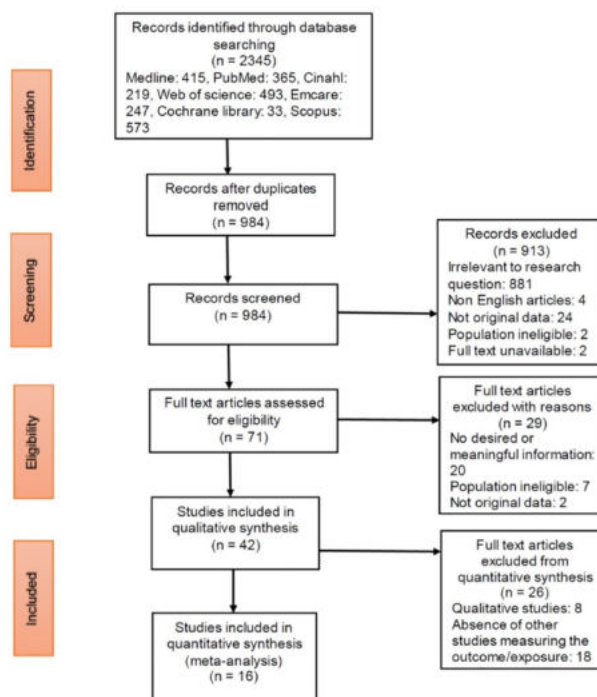 Records identified through database
searching
(n = 2345)
Medline: 415, PubMed: 365, Cinahl:
219, Web of science: 493, Emcare:
247, Cochrane library: 33, Scopus:
573
Identification
Records after duplicates
removed
(n = 984)
Screening
Records screened
(n = 984)
Records excluded
(n = 913)
Irrelevant to research
question: 881
Non English articles: 4
Not original data: 24
Population ineligible: 2
Full text unavailable: 2
Eligibility
Full text articles assessed
for eligibility
(n = 71)
Full text articles
excluded with reasons
(n = 29)
No desired or
meaningful information:
20
Population ineligible: 7
Not original data: 2
Included
Studies included in
qualitative synthesis
(n = 42)
Full text articles
excluded from
quantitative synthesis
(n = 26)
Qualitative studies: 8
Absence of other
studies measuring the
outcome/exposure: 18
Studies included in
quantitative synthesis
(meta-analysis)
(n = 16)